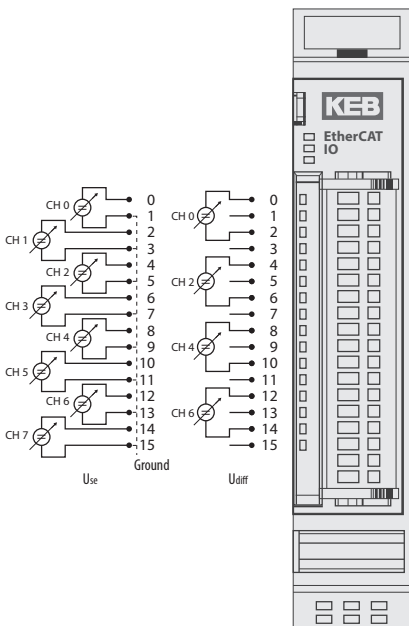 KEB
EtherCAT
IO
CH 0
CH 1
CH 2
CH 3
CH 4
CH 5
CH 6
CH 7
0
1
2
3
4
5
6
7
8
9
10
11
12
13
14
15
Ground
Use
CH 0
CH 2
CH 4
CH 6
0
1
2
3
4
5
6
7
8
9
10
11
12
13
14
15
Udiff